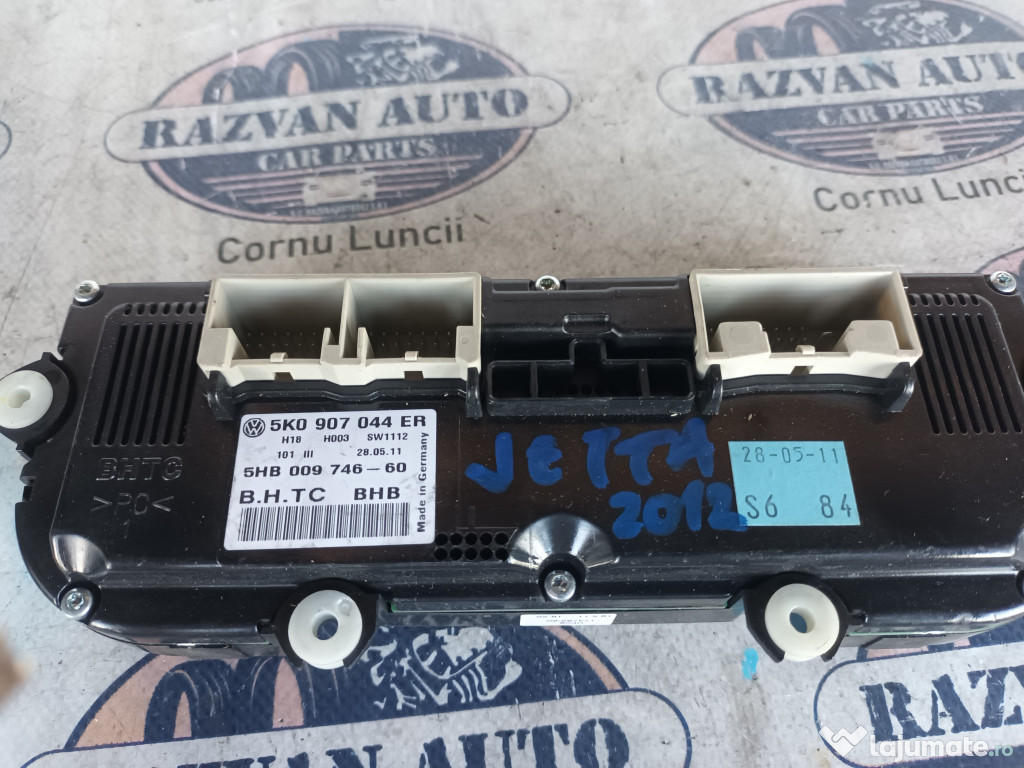 RAZVAN AUTO
CAR PARTS
Cornu Luncii
RAZVAN AUTO
CAR PARTS
Cornu Luncii
5K0 907 044 ER
H18 H003 SW1112
101 III 28.05.11
5HB 009 746-60
B.H.TC BHB
Made in Germany
BHTC
>PC<
JETTA
2012
28-05-11
S6 84
RAZVAN AUTO
RAZVAN AUTO
lajumate.ro